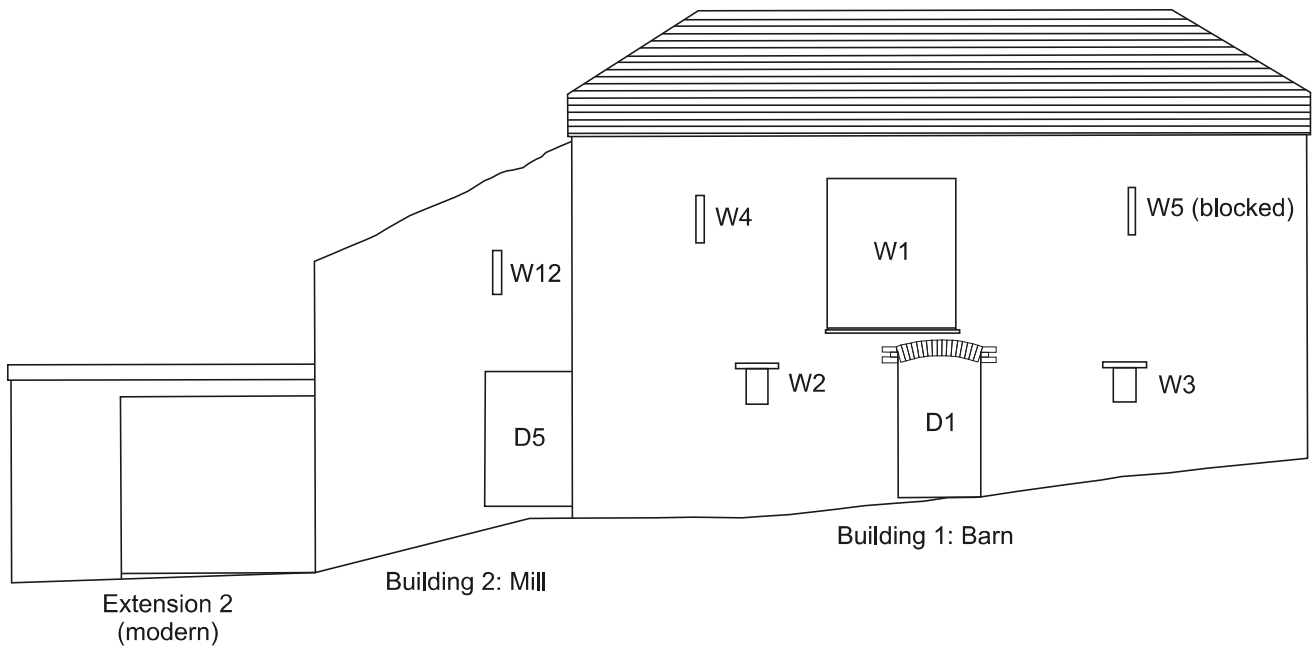 W4
W5 (blocked)
W1
W12
W2
W3
D1
D5
Building 1: Barn
Building 2: Mill
Extension 2
(modern)